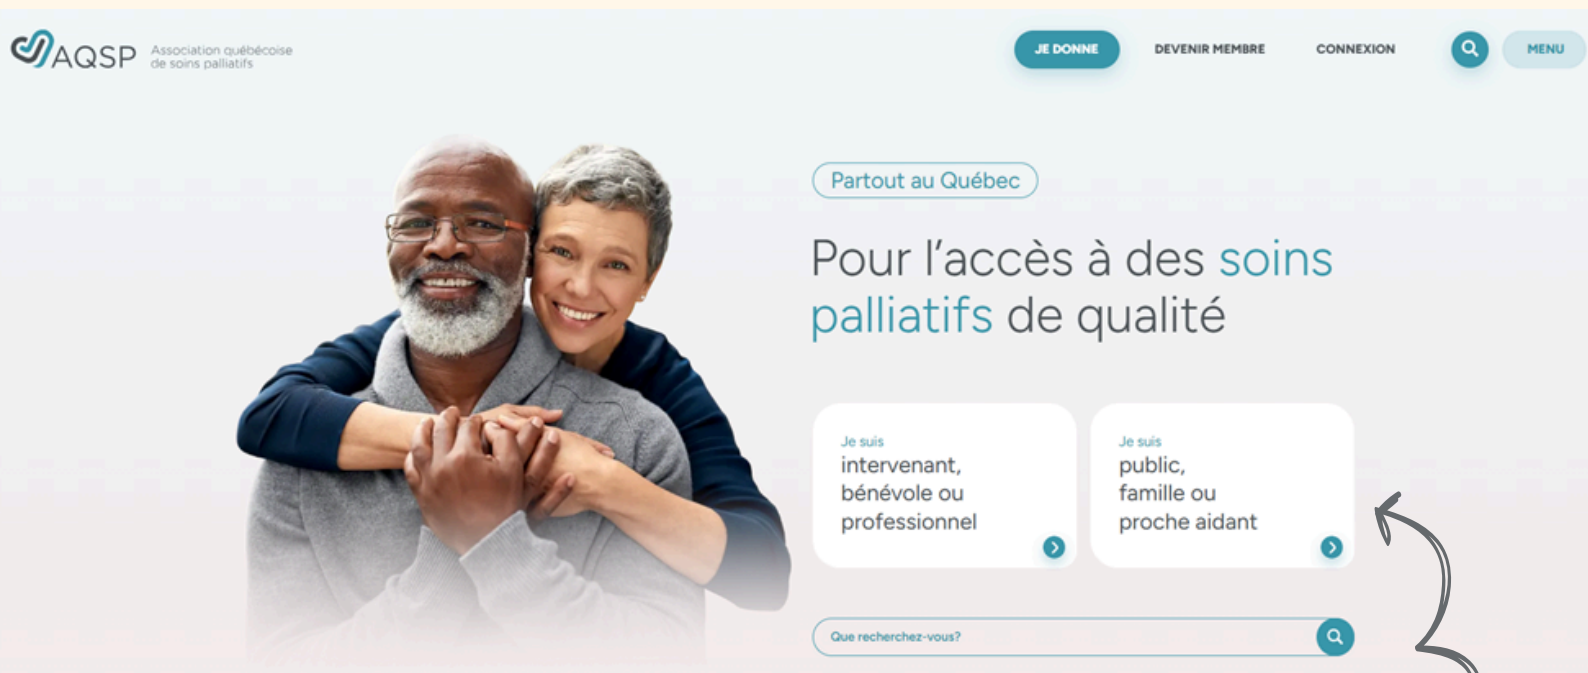 AQSP
Association québécoise
de soins palliatifs
JE DONNE
DEVENIR MEMBRE
CONNEXION
MENU
Partout au Québec
Pour l'accès à des soins
palliatifs de qualité
Je suis
intervenant,
bénévole ou
professionnel
Je suis
public,
famille ou
proche aidant
Que recherchez-vous?